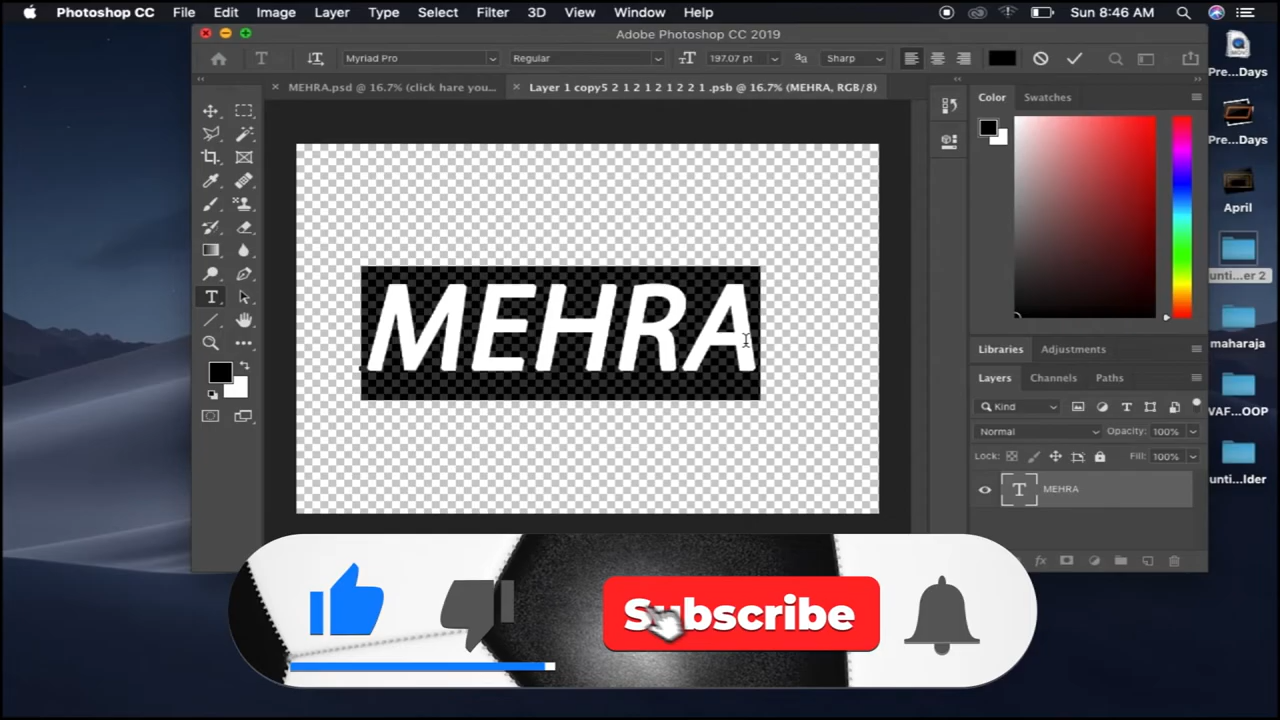 Photoshop CC File Edit Image Layer Type Select Filter 3D View Window Help Sun 8:46 AM
Adobe Photoshop CC 2019
Myriad Pro Regular 197.07 pt Sharp
MEHRA.psd @ 16.7% (click hare you... Layer 1 copy5 2 1 2 1 2 1 2 2 1 .psb @ 16.7% (MEHRA, RGB/8)
Color Swatches
MEHRA
Libraries Adjustments
Layers Channels Paths
Kind
Normal Opacity: 100%
Lock: Fill: 100%
T MEHRA
fx
Pre...Days
Pre...Days
April
unti...er 2
maharaja
VAF...OOP
unti...lder
Subscribe